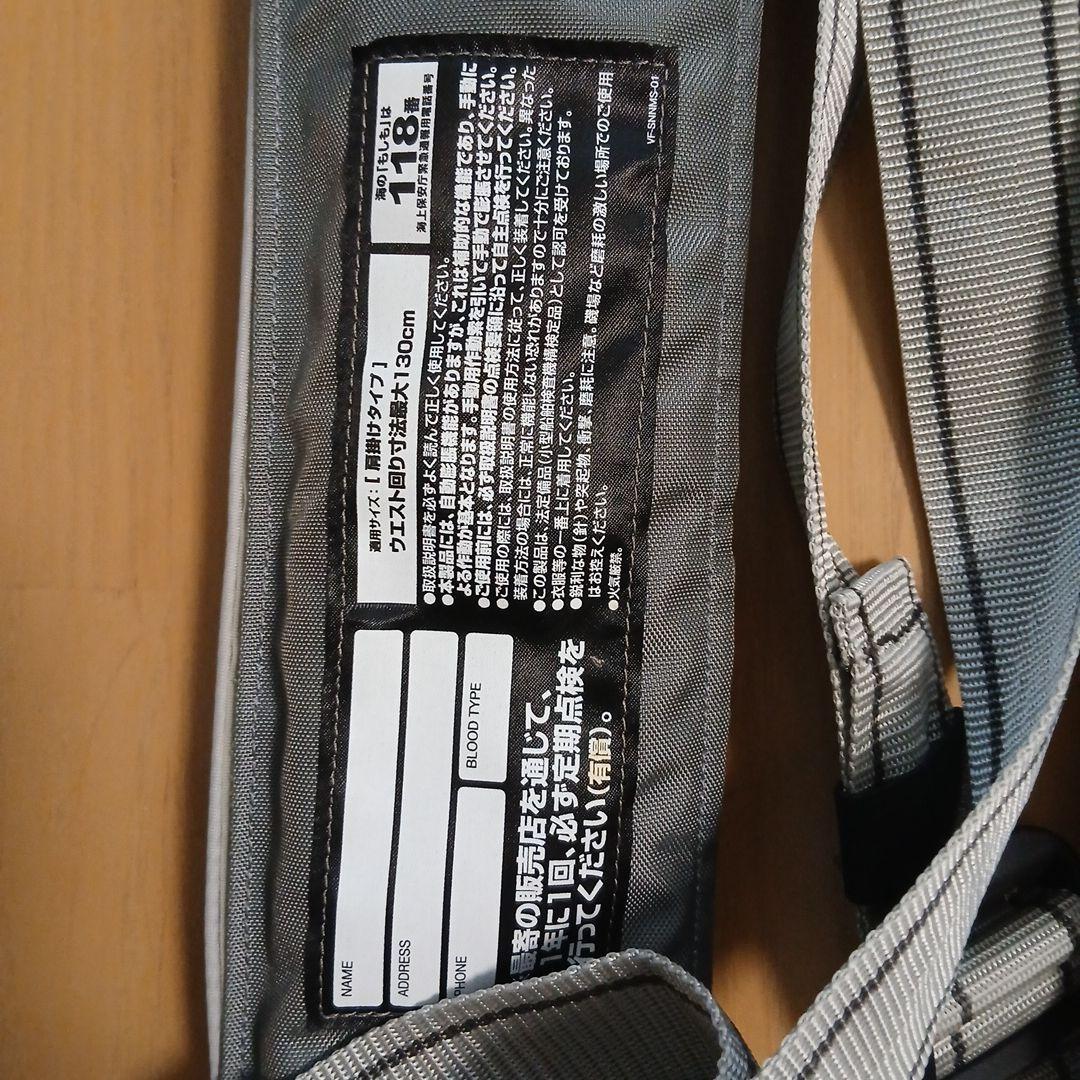 海の「もしも」は
118番
海上保安庁緊急通報用電話番号
適用サイズ：【 肩掛けタイプ 】
ウエスト回り寸法最大130cm
●取扱説明書を必ずよく読んで正しく使用してください。
●本製品には、自動膨脹機能がありますが、これは補助的な機能であり、手動に
よる作動が基本となります。手動用作動索を引いて手動で膨脹させてください。
●ご使用前には、必ず取扱説明書の点検要領に沿って自主点検を行ってください。
●ご使用の際には、取扱説明書の使用方法に従って、正しく装着してください。異なった
装着方法の場合には、正常に機能しない恐れがありますので十分にご注意ください。
●この製品は、法定備品(小型船舶検査機構検定品)として認可を受けております。
●衣服等の一番上に着用してください。
●鋭利な物(針)や突起物、衝撃、磨耗に注意。磯場など磨耗の激しい場所でのご使用
はお控えください。
●火気厳禁。
VF-SNNMS-01
NAME
ADDRESS
PHONE
BLOOD TYPE
最寄の販売店を通じて、
1年に1回、必ず定期点検を
行ってください(有償)。